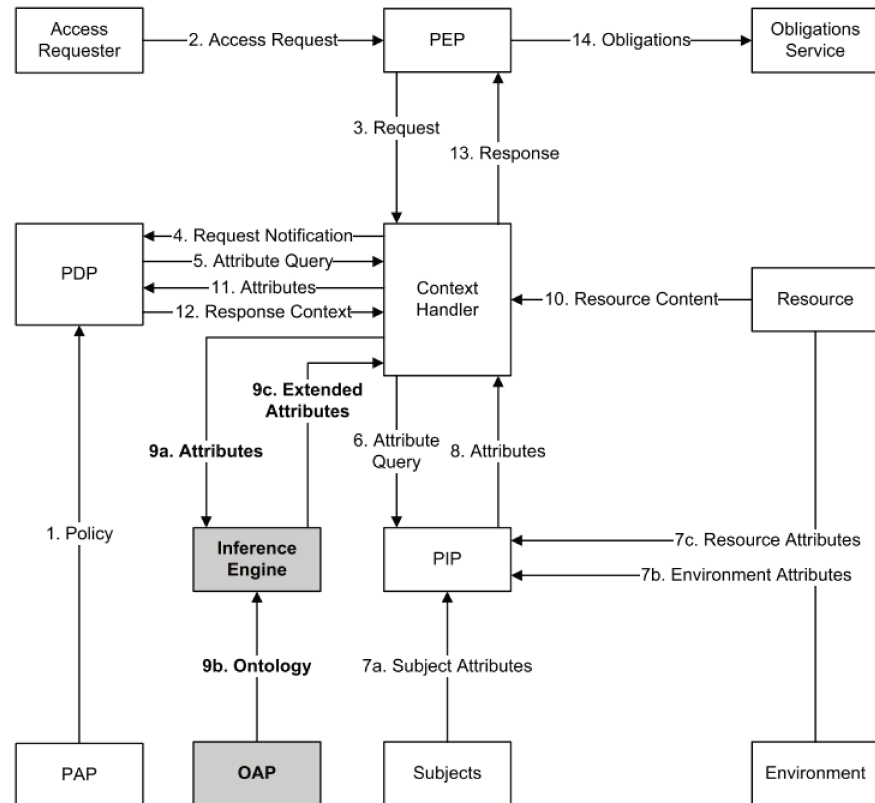 Access
Requester
2. Access Request
PEP
14. Obligations
Obligations
Service
3. Request
13. Response
PDP
4. Request Notification
5. Attribute Query
11. Attributes
12. Response Context
Context
Handler
10. Resource Content
Resource
9c. Extended
Attributes
9a. Attributes
6. Attribute
Query
8. Attributes
1. Policy
Inference
Engine
PIP
7c. Resource Attributes
7b. Environment Attributes
9b. Ontology
7a. Subject Attributes
PAP
OAP
Subjects
Environment